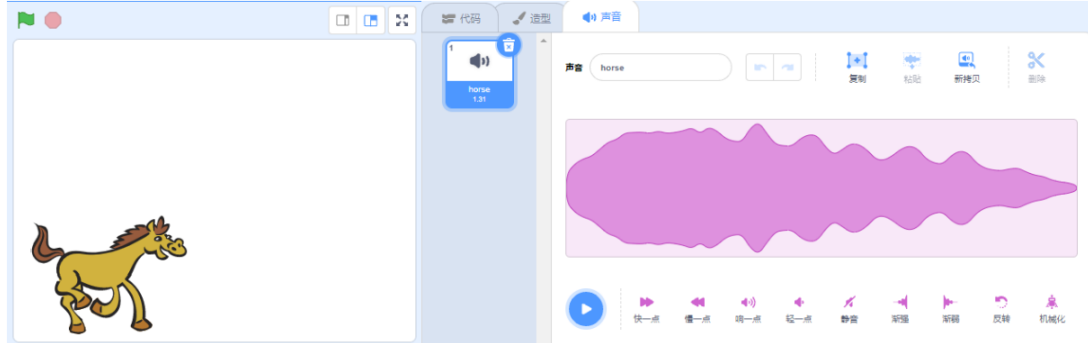 代码
造型
声音
1
horse
1.31
声音
horse
复制
粘贴
新拷贝
删除
快一点
慢一点
响一点
轻一点
静音
渐强
渐弱
反转
机械化